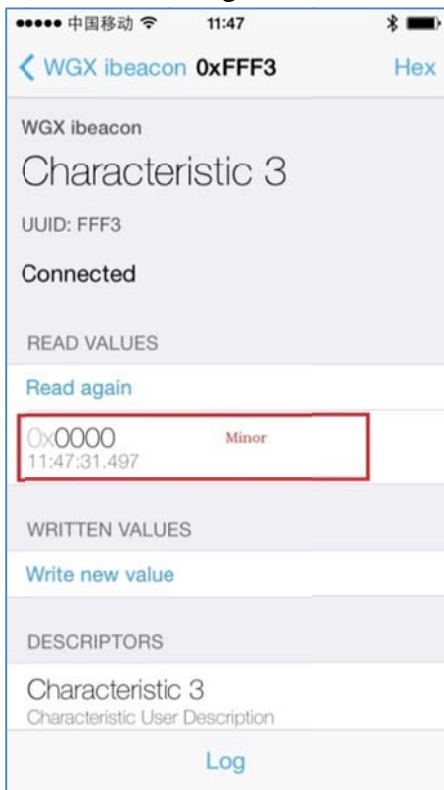 中国移动 11:47
WGX ibeacon 0xFFF3 Hex
WGX ibeacon
Characteristic 3
UUID: FFF3
Connected
READ VALUES
Read again
0x0000 Minor
11:47:31.497
WRITTEN VALUES
Write new value
DESCRIPTORS
Characteristic 3
Characteristic User Description
Log